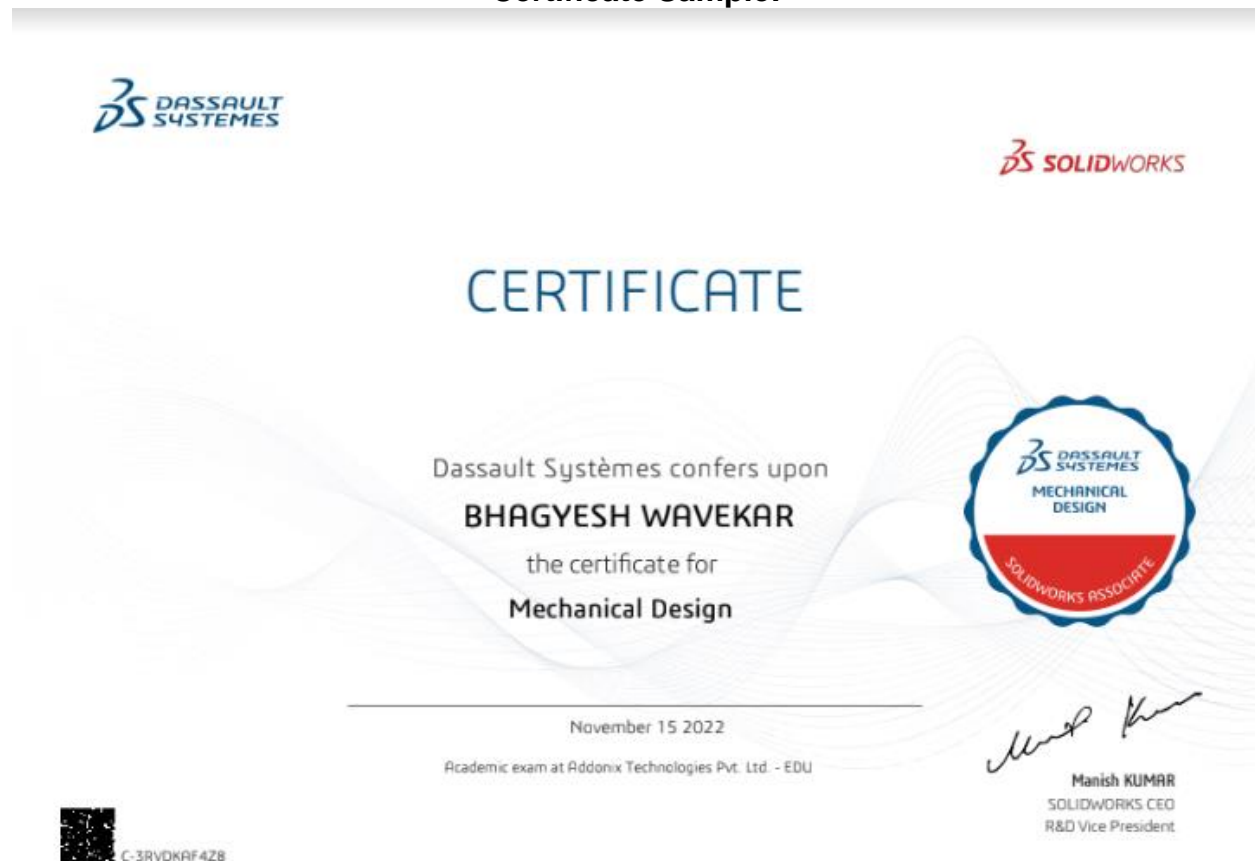 Certificate Sample:
DASSAULT
SYSTEMES
SOLIDWORKS
CERTIFICATE
Dassault Systèmes confers upon
BHAGYESH WAVEKAR
the certificate for
Mechanical Design
DASSAULT
SYSTEMES
MECHANICAL
DESIGN
SOLIDWORKS ASSOCIATE
November 15 2022
Academic exam at Addonix Technologies Pvt. Ltd. - EDU
Manish KUMAR
SOLIDWORKS CEO
R&D Vice President
C-3RVDKAF4Z8